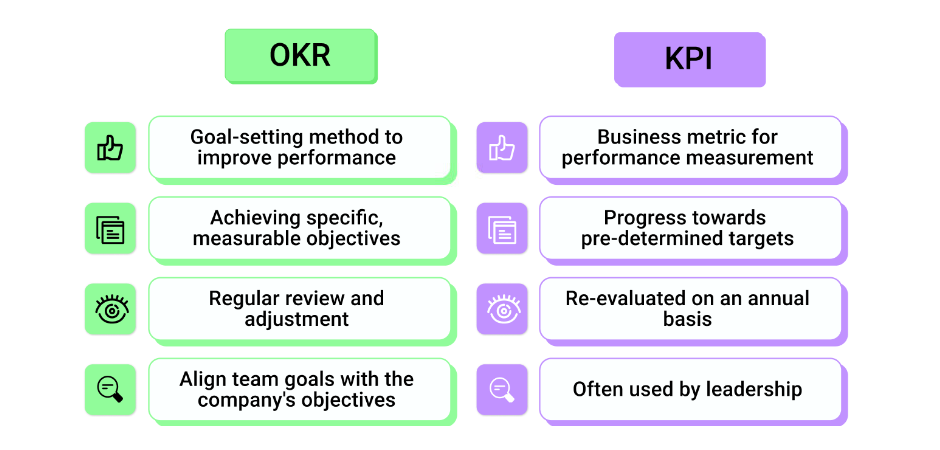 OKR
Goal-setting method to
improve performance
Achieving specific,
measurable objectives
Regular review and
adjustment
Align team goals with the
company's objectives
KPI
Business metric for
performance measurement
Progress towards
pre-determined targets
Re-evaluated on an annual
basis
Often used by leadership